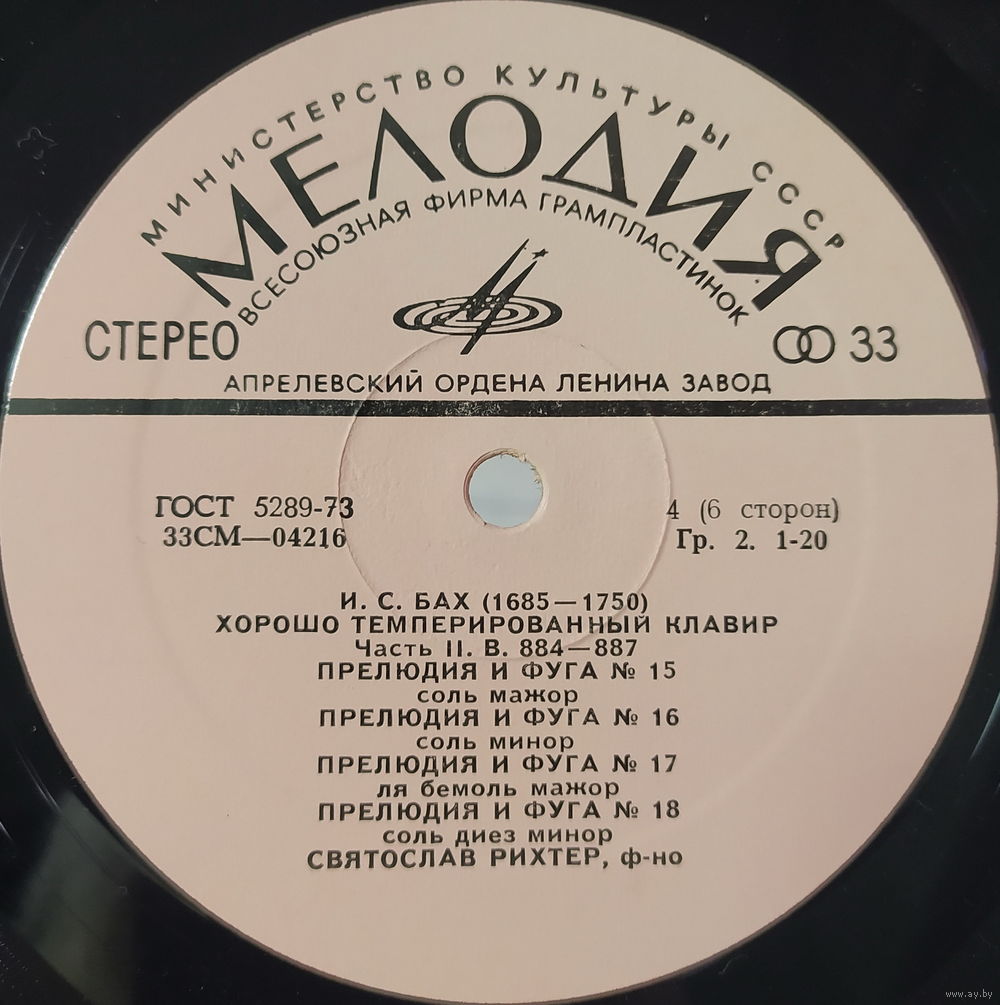 МИНИСТЕРСТВО КУЛЬТУРЫ СССР
МЕЛОДИЯ
ВСЕСОЮЗНАЯ ФИРМА ГРАМПЛАСТИНОК
СТЕРЕО
33
АПРЕЛЕВСКИЙ ОРДЕНА ЛЕНИНА ЗАВОД
ГОСТ 5289-73
4 (6 сторон)
33СМ—04216
Гр. 2. 1-20
И. С. БАХ (1685—1750)
ХОРОШО ТЕМПЕРИРОВАННЫЙ КЛАВИР
Часть II. В. 884—887
ПРЕЛЮДИЯ И ФУГА № 15
соль мажор
ПРЕЛЮДИЯ И ФУГА № 16
соль минор
ПРЕЛЮДИЯ И ФУГА № 17
ля бемоль мажор
ПРЕЛЮДИЯ И ФУГА № 18
соль диез минор
СВЯТОСЛАВ РИХТЕР, ф-но
www.ay.by